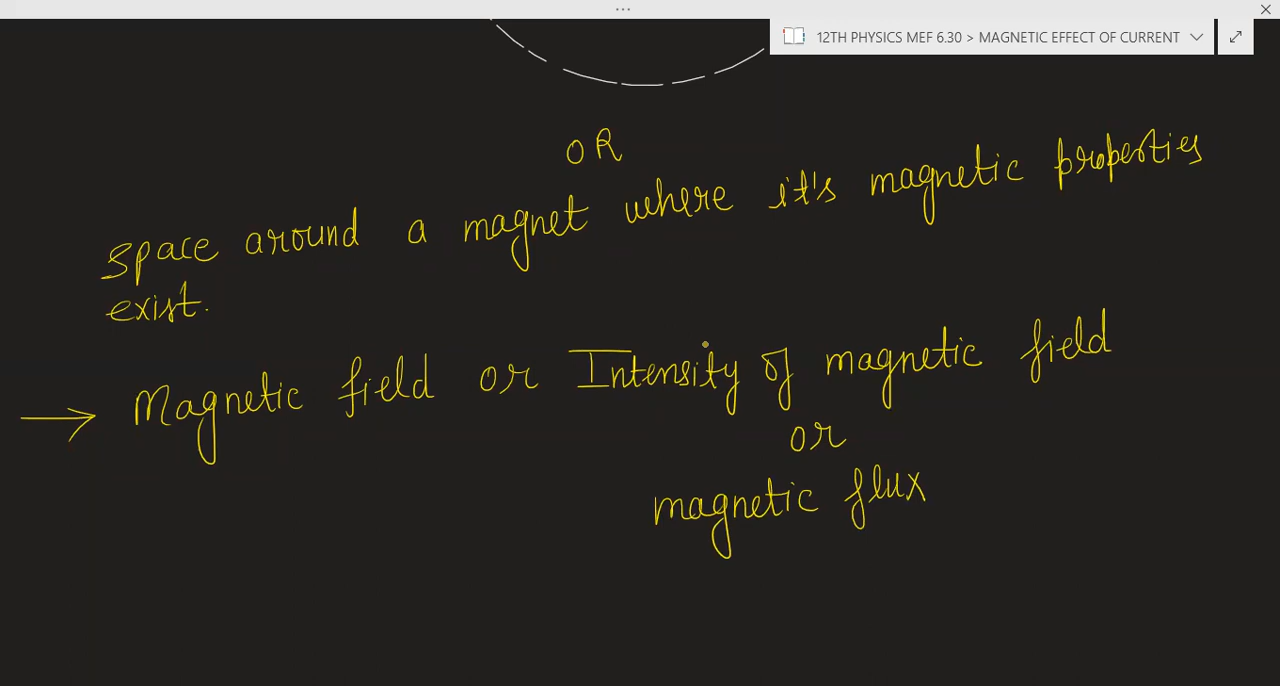 12TH PHYSICS MEF 6.30 > MAGNETIC EFFECT OF CURRENT
OR
space around a magnet where it's magnetic properties
exist.
→ Magnetic field or Intensity of magnetic field
or
magnetic flux